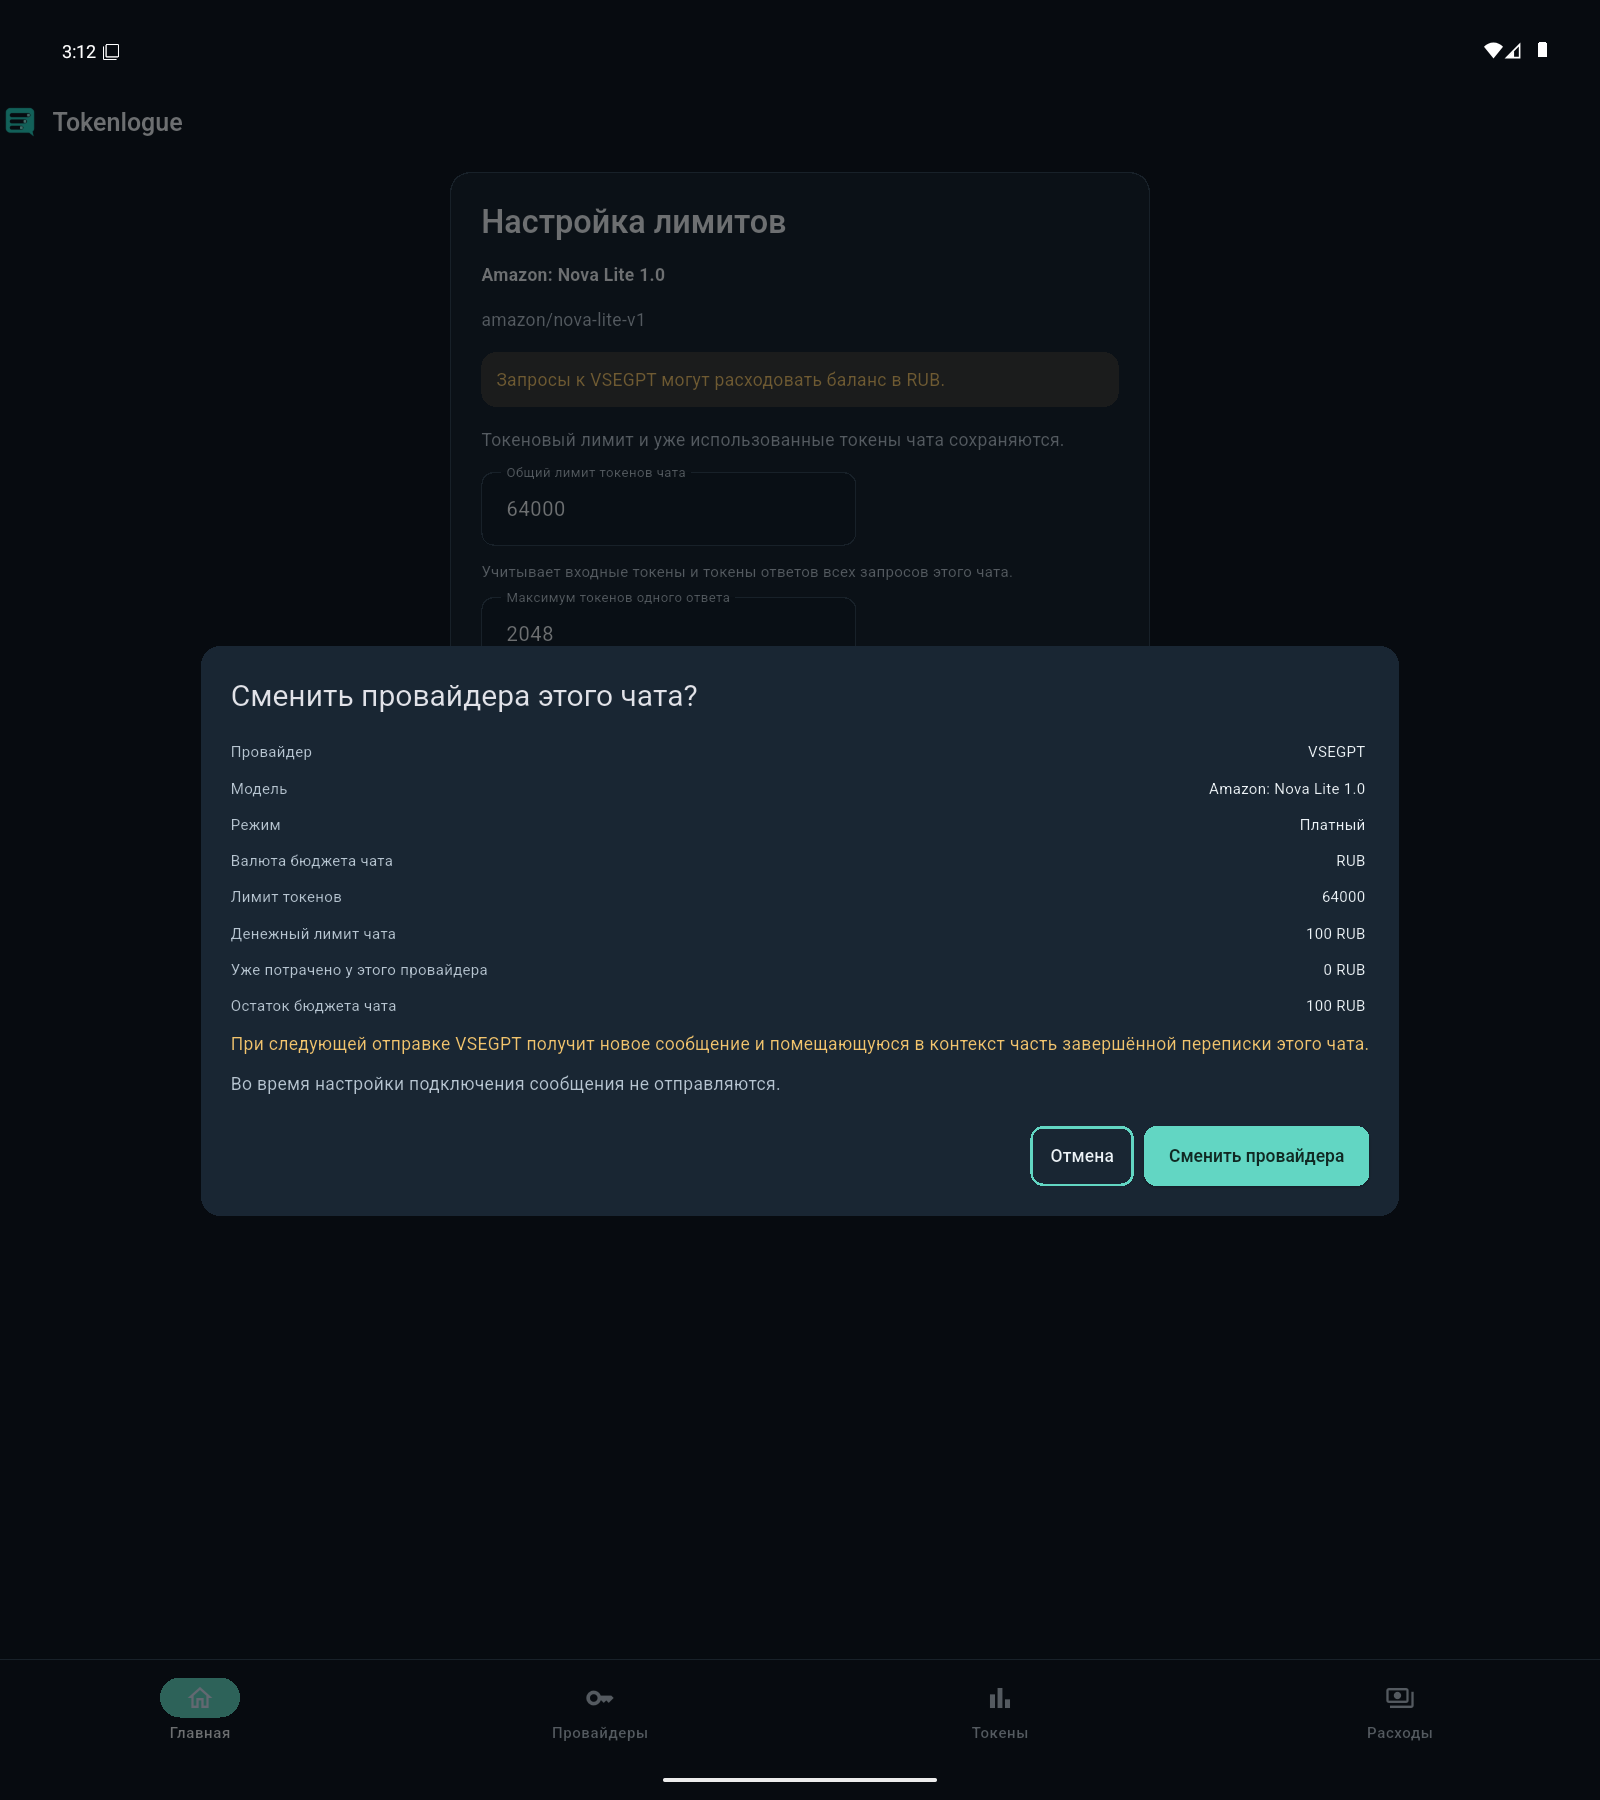 3:12
Tokenlogue
Настройка лимитов
Amazon: Nova Lite 1.0
amazon/nova-lite-v1
Запросы к VSEGPT могут расходовать баланс в RUB.
Токеновый лимит и уже использованные токены чата сохраняются.
Общий лимит токенов чата
64000
Учитывает входные токены и токены ответов всех запросов этого чата.
Максимум токенов одного ответа
2048
Сменить провайдера этого чата?
Провайдер VSEGPT
Модель Amazon: Nova Lite 1.0
Режим Платный
Валюта бюджета чата RUB
Лимит токенов 64000
Денежный лимит чата 100 RUB
Уже потрачено у этого провайдера 0 RUB
Остаток бюджета чата 100 RUB
При следующей отправке VSEGPT получит новое сообщение и помещающуюся в контекст часть завершённой переписки этого чата.
Во время настройки подключения сообщения не отправляются.
Отмена Сменить провайдера
Главная Провайдеры Токены Расходы